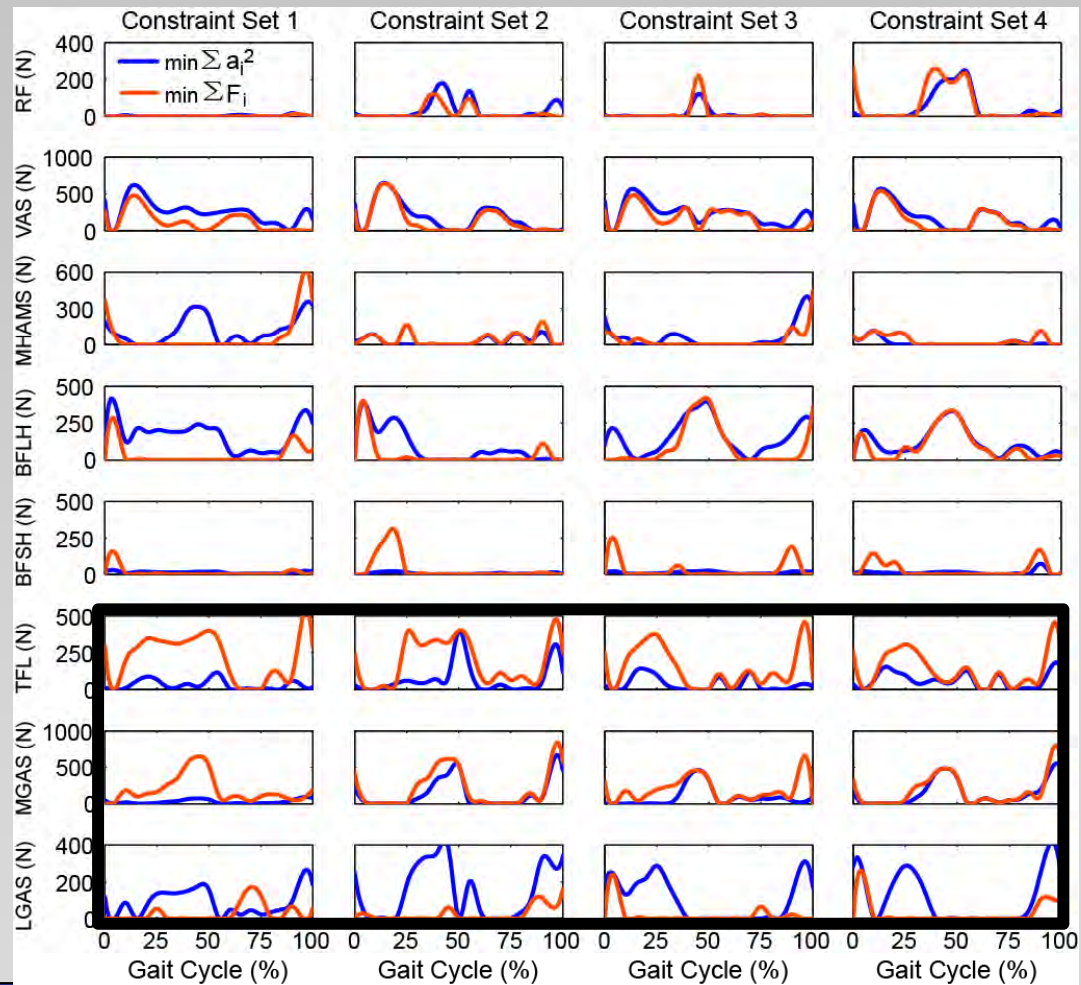 Constraint Set 1 Constraint Set 2 Constraint Set 3 Constraint Set 4
RF (N)
400
200
0
min Σ aᵢ²
min Σ Fᵢ
VAS (N)
1000
500
0
MHAMS (N)
600
300
0
BFLH (N)
500
250
0
BFSH (N)
500
250
0
TFL (N)
500
250
0
MGAS (N)
1000
500
0
LGAS (N)
400
200
0
0 25 50 75 100 0 25 50 75 100 0 25 50 75 100 0 25 50 75 100
Gait Cycle (%) Gait Cycle (%) Gait Cycle (%) Gait Cycle (%)